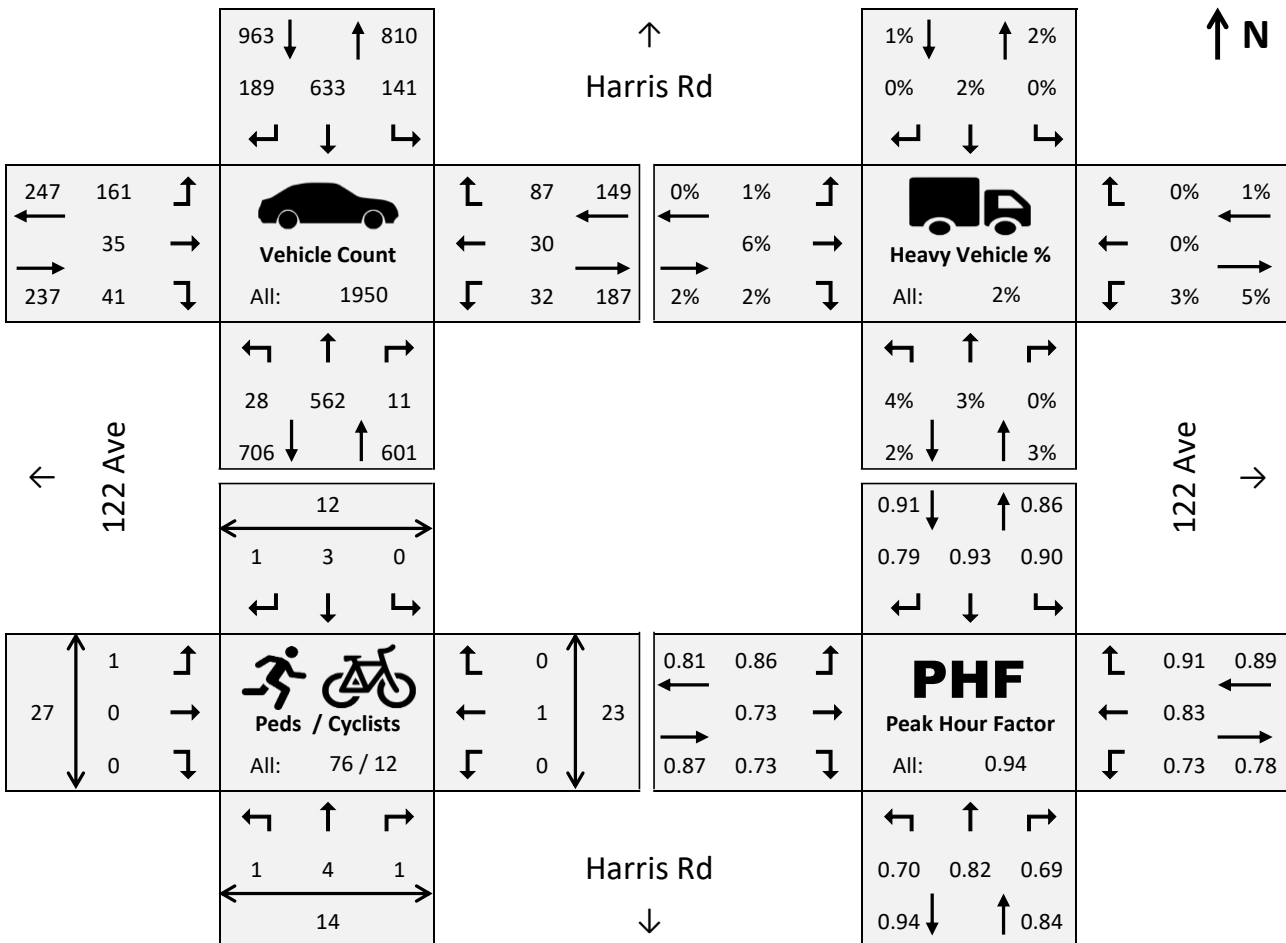 963 810 1% 2% N
Harris Rd
189 633 141 0% 2% 0%
247 161 87 149 0% 1% 0% 1%
35 30 6% 0%
Vehicle Count Heavy Vehicle %
237 41 All: 1950 32 187 2% 2% All: 2% 3% 5%
28 562 11 4% 3% 0%
706 601 2% 3%
122 Ave 122 Ave
12 0.91 0.86
1 3 0 0.79 0.93 0.90
1 0 0.81 0.86 PHF 0.91 0.89
27 0 1 23 0.73 0.83
Peds / Cyclists Peak Hour Factor
0 All: 76 / 12 0 0.87 0.73 All: 0.94 0.73 0.78
1 4 1 Harris Rd 0.70 0.82 0.69
14 0.94 0.84